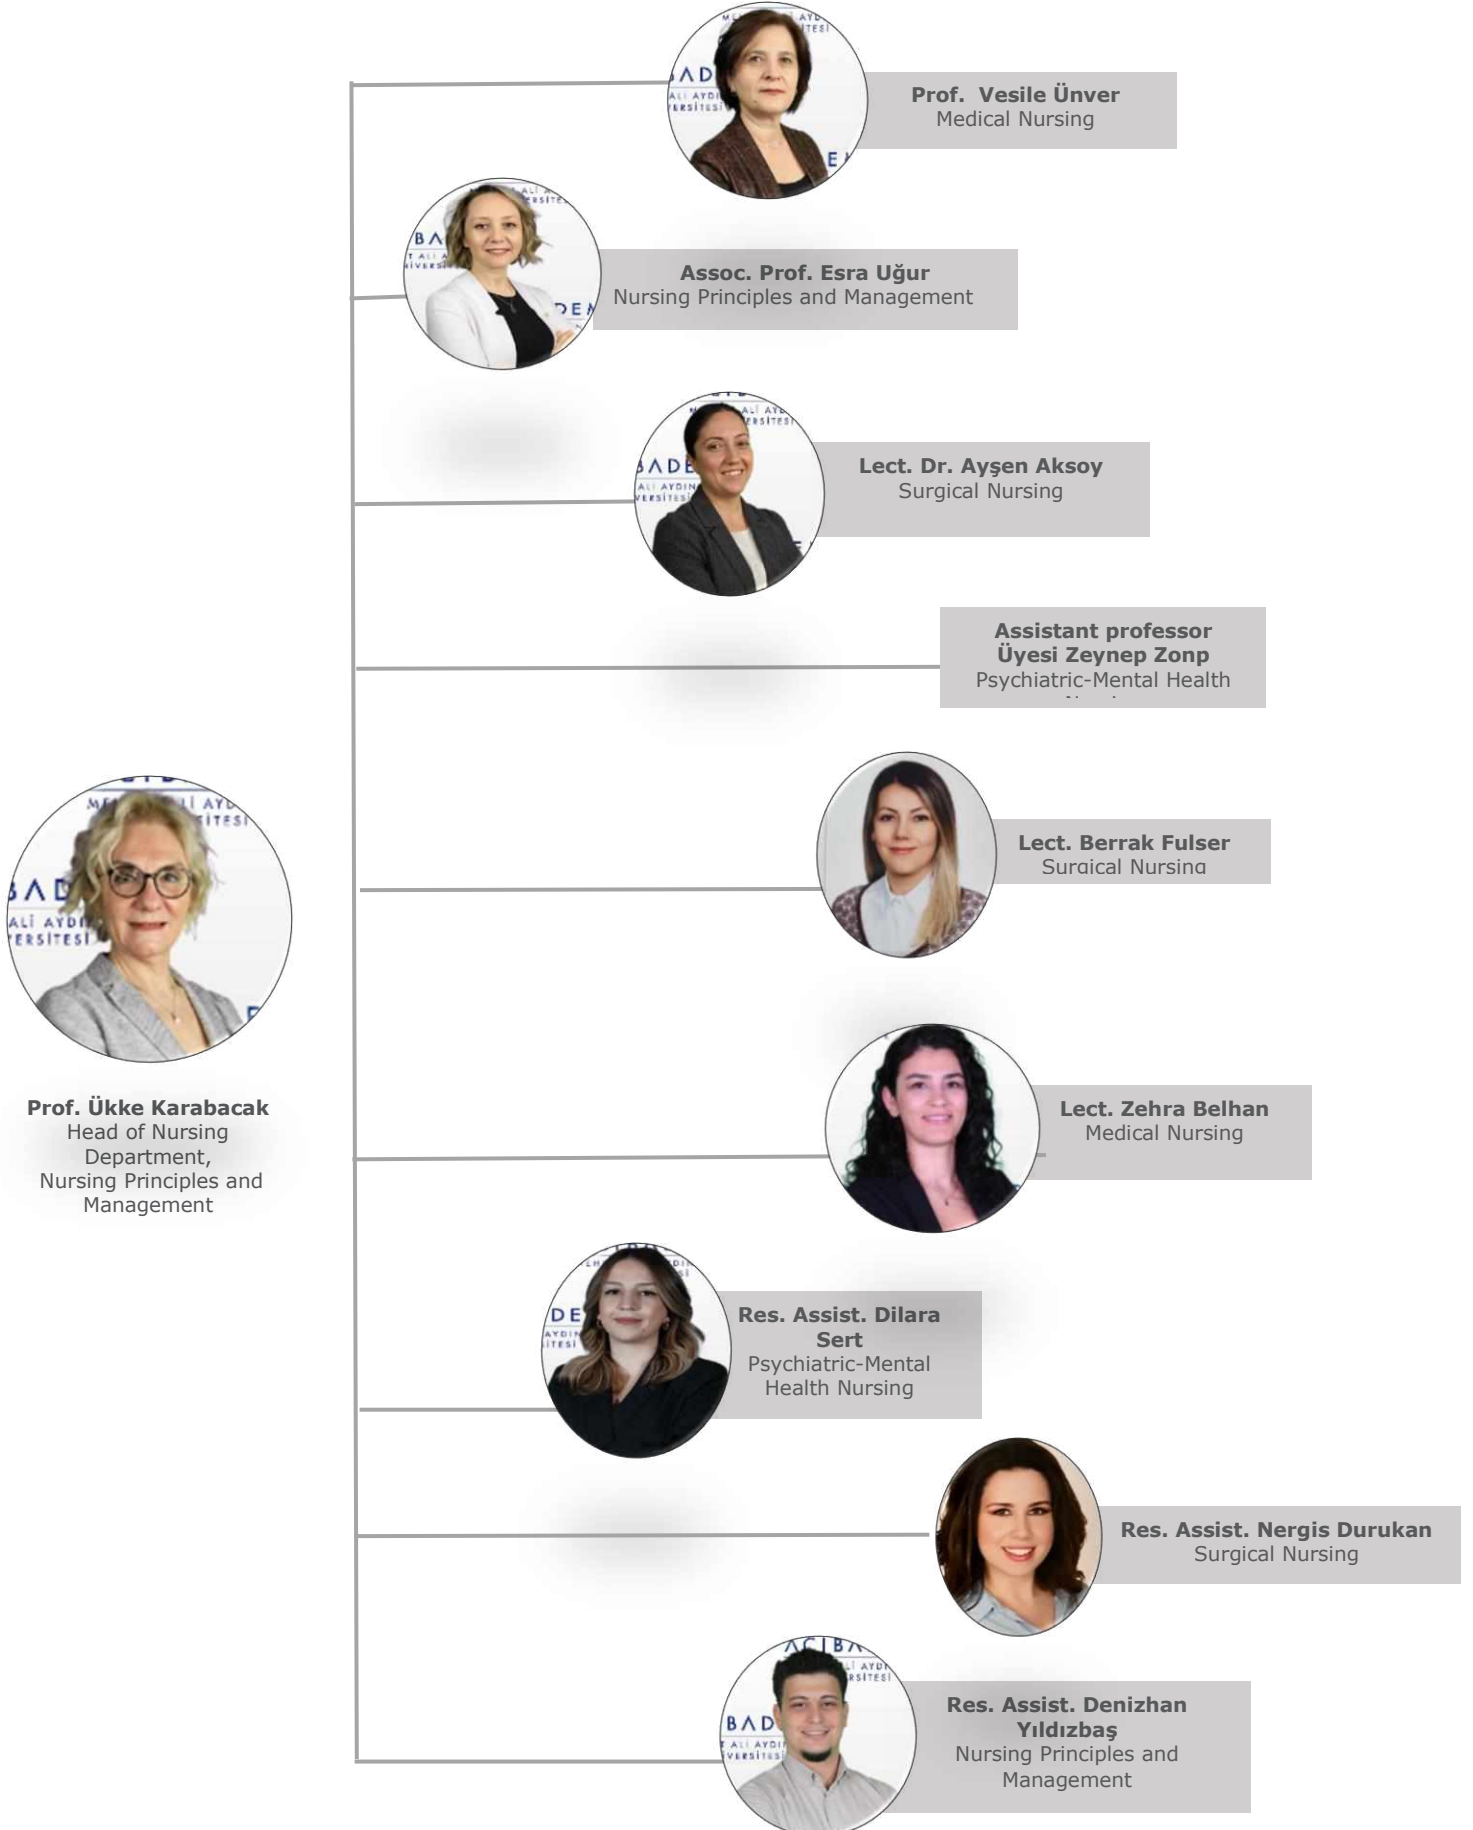 Prof.  Vesile Ünver
Medical Nursing
Assoc. Prof. Esra Uğur
Nursing Principles and Management
Lect. Dr. Ayşen Aksoy
Surgical Nursing
Assistant professor
Üyesi Zeynep Zonp
Psychiatric-Mental Health
Lect. Berrak Fulser
Surgical Nursing
Prof. Ükke Karabacak
Head of Nursing
Department,
Nursing Principles and
Management
Lect. Zehra Belhan
Medical Nursing
Res. Assist. Dilara
Sert
Psychiatric-Mental
Health Nursing
Res. Assist. Nergis Durukan
Surgical Nursing
Res. Assist. Denizhan
Yıldızbaş
Nursing Principles and
Management